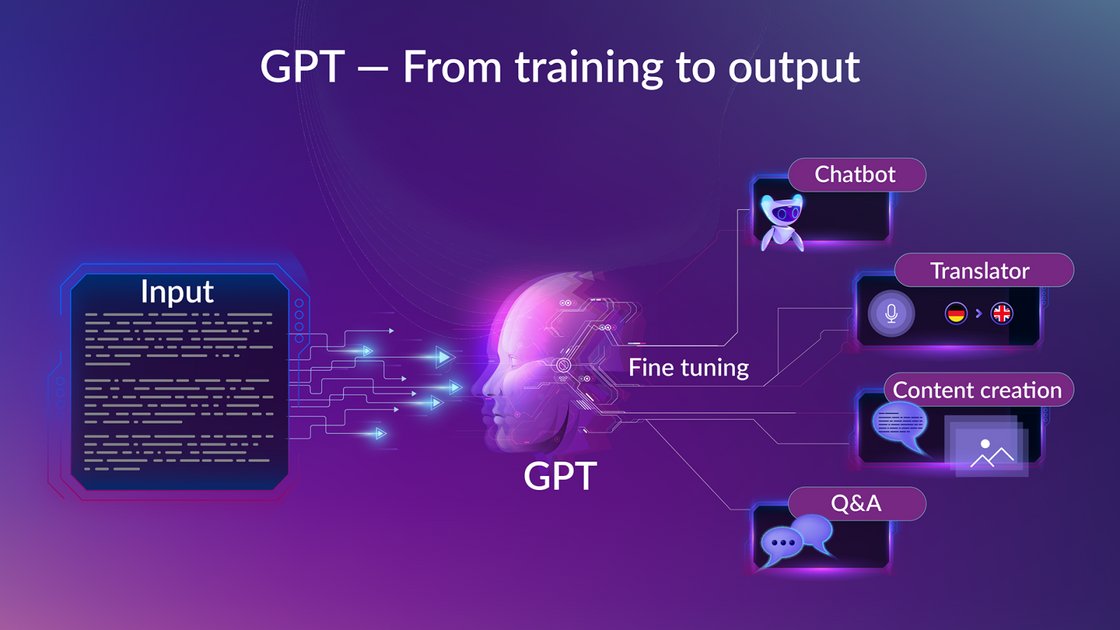 GPT — From training to output
Input
GPT
Fine tuning
Chatbot
Translator
Content creation
Q&A